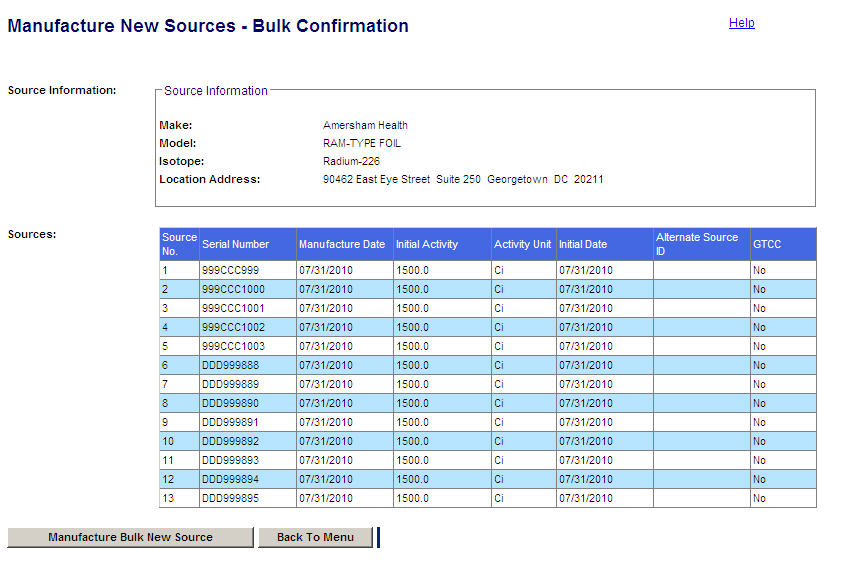 Manufacture New Sources - Bulk Confirmation Help
Source Information: Source Information
Make: Amersham Health
Model: RAM-TYPE FOIL
Isotope: Radium-226
Location Address: 90462 East Eye Street Suite 250 Georgetown DC 20211
Sources:
Source No. Serial Number Manufacture Date Initial Activity Activity Unit Initial Date Alternate Source ID GTCC
1 999CCC999 07/31/2010 1500.0 Ci 07/31/2010 No
2 999CCC1000 07/31/2010 1500.0 Ci 07/31/2010 No
3 999CCC1001 07/31/2010 1500.0 Ci 07/31/2010 No
4 999CCC1002 07/31/2010 1500.0 Ci 07/31/2010 No
5 999CCC1003 07/31/2010 1500.0 Ci 07/31/2010 No
6 DDD999888 07/31/2010 1500.0 Ci 07/31/2010 No
7 DDD999889 07/31/2010 1500.0 Ci 07/31/2010 No
8 DDD999890 07/31/2010 1500.0 Ci 07/31/2010 No
9 DDD999891 07/31/2010 1500.0 Ci 07/31/2010 No
10 DDD999892 07/31/2010 1500.0 Ci 07/31/2010 No
11 DDD999893 07/31/2010 1500.0 Ci 07/31/2010 No
12 DDD999894 07/31/2010 1500.0 Ci 07/31/2010 No
13 DDD999895 07/31/2010 1500.0 Ci 07/31/2010 No
Manufacture Bulk New Source Back To Menu